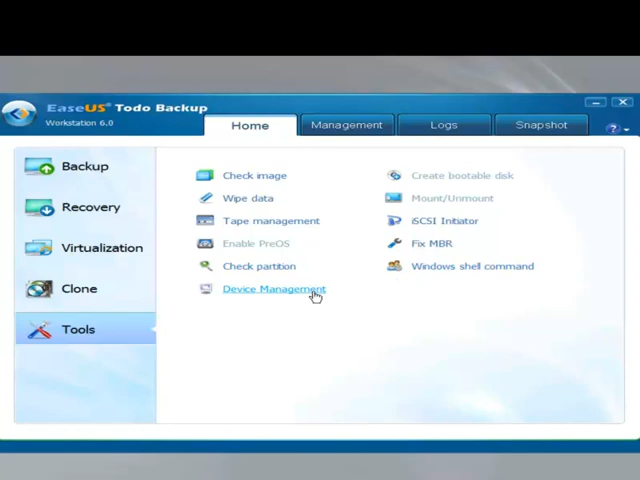 EaseUS® Todo Backup
Workstation 6.0
Home
Management
Logs
Snapshot
?
Backup
Recovery
Virtualization
Clone
Tools
Check image
Create bootable disk
Wipe data
Mount/Unmount
Tape management
iSCSI Initiator
Enable PreOS
Fix MBR
Check partition
Windows shell command
Device Management